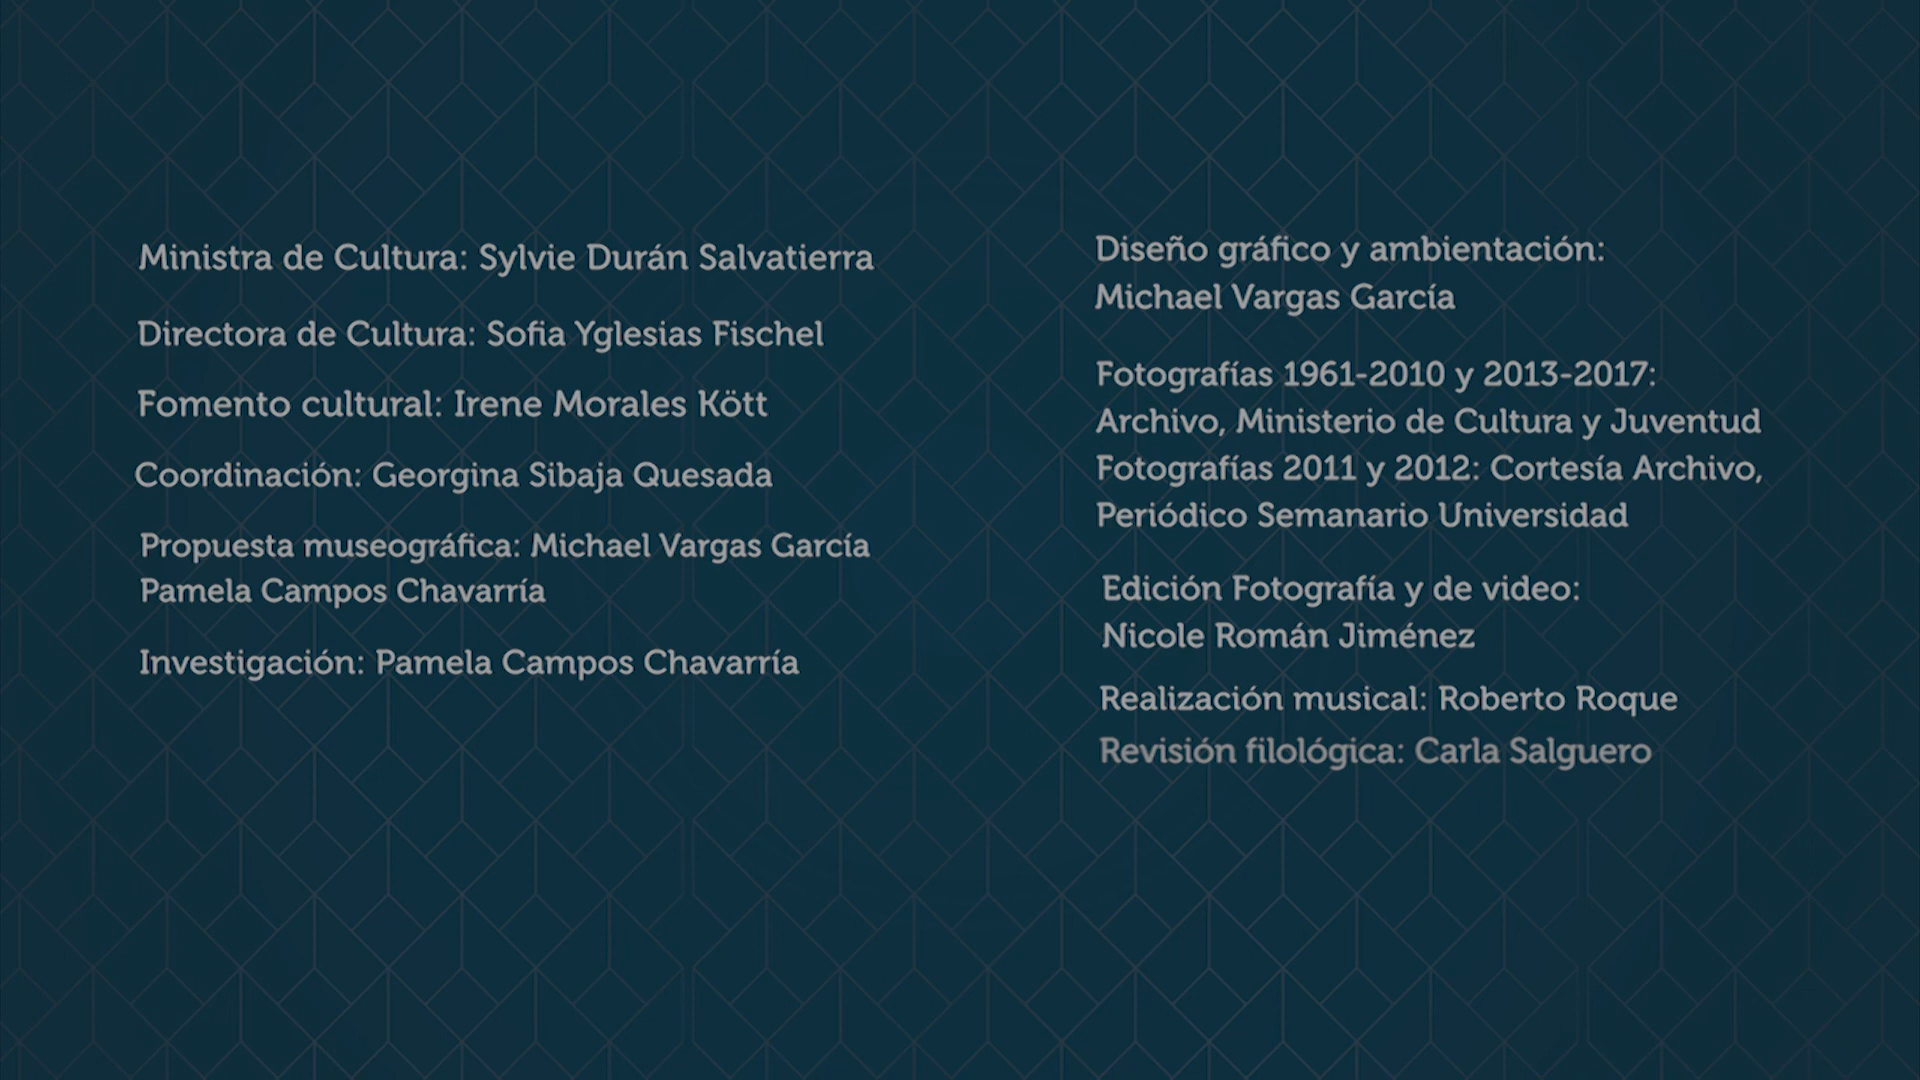 Ministra de Cultura: Sylvie Durán Salvatierra
Directora de Cultura: Sofia Yglesias Fischel
Fomento cultural: Irene Morales Kött
Coordinación: Georgina Sibaja Quesada
Propuesta museográfica: Michael Vargas García
Pamela Campos Chavarría
Investigación: Pamela Campos Chavarría
Diseño gráfico y ambientación:
Michael Vargas García
Fotografías 1961-2010 y 2013-2017:
Archivo, Ministerio de Cultura y Juventud
Fotografías 2011 y 2012: Cortesía Archivo,
Periódico Semanario Universidad
Edición Fotografía y de video:
Nicole Román Jiménez
Realización musical: Roberto Roque
Revisión filológica: Carla Salguero